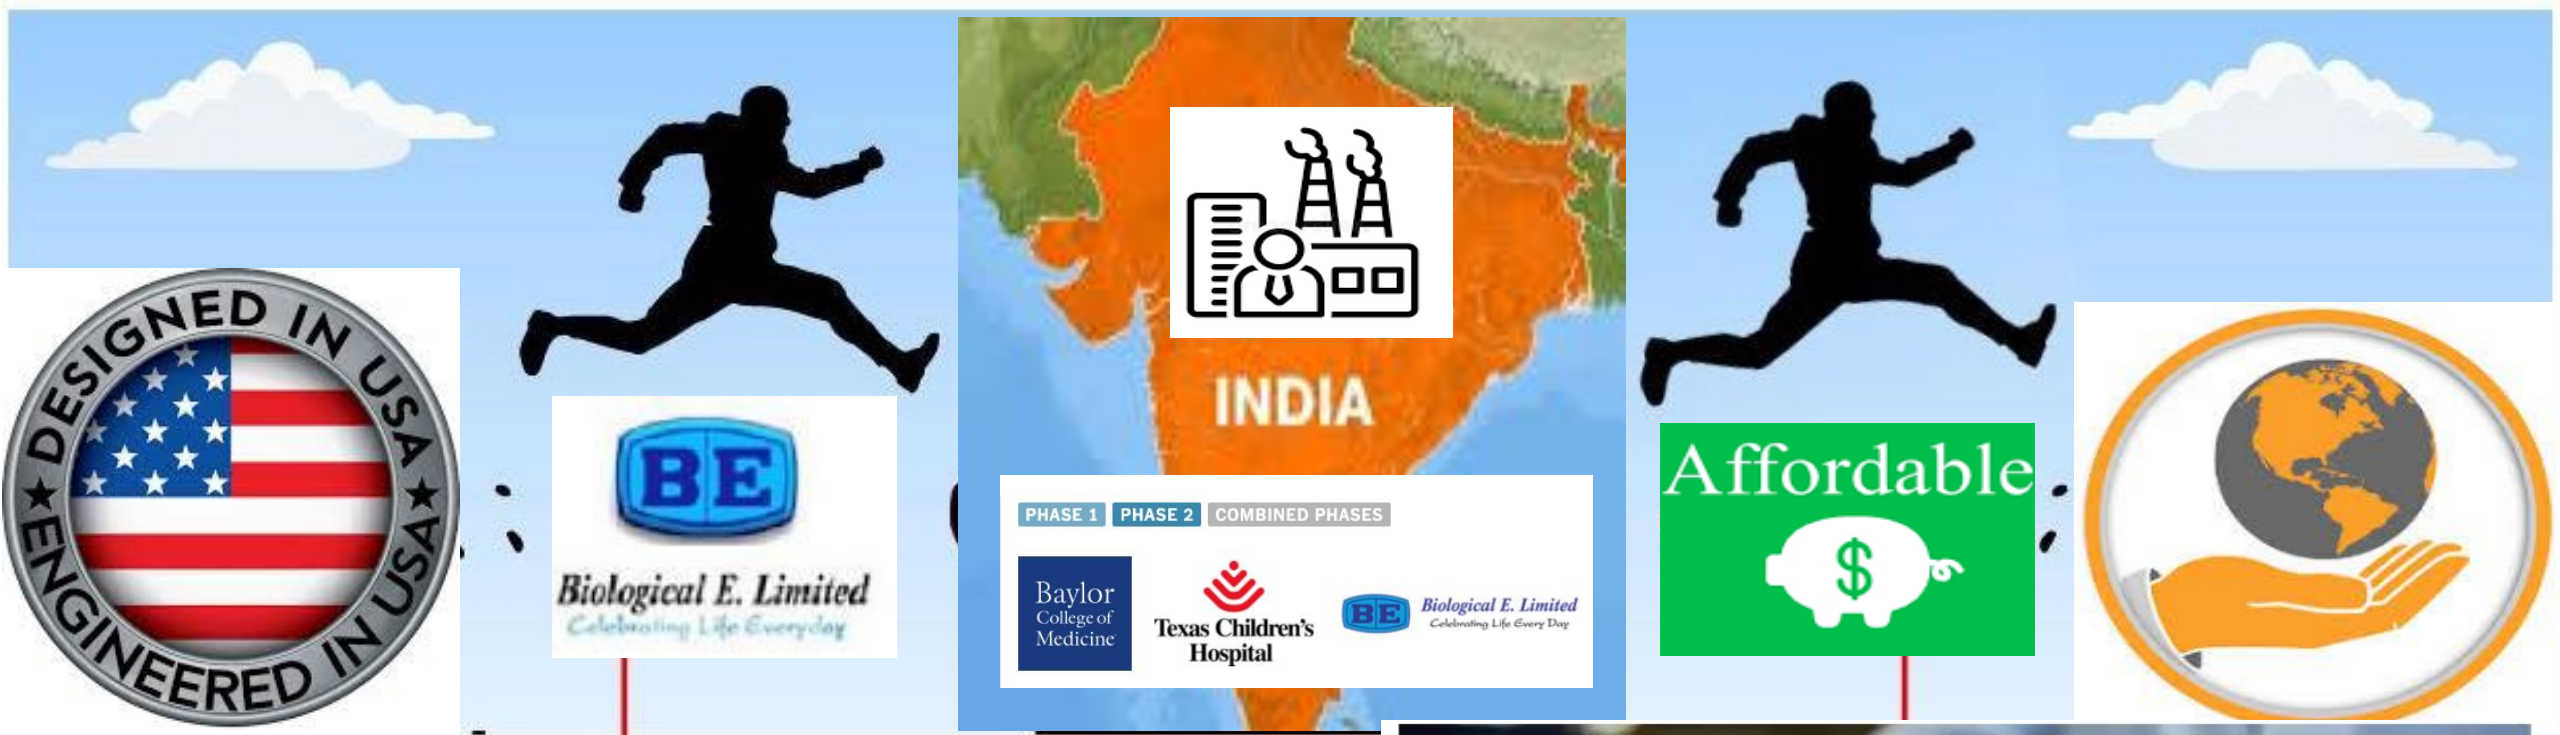 DESIGNED IN USA
ENGINEERED IN USA
BE
Biological E. Limited
Celebrating Life Everyday
INDIA
PHASE 1 PHASE 2 COMBINED PHASES
Baylor
College of
Medicine
Texas Children's
Hospital
BE
Biological E. Limited
Celebrating Life Every Day
Affordable
$